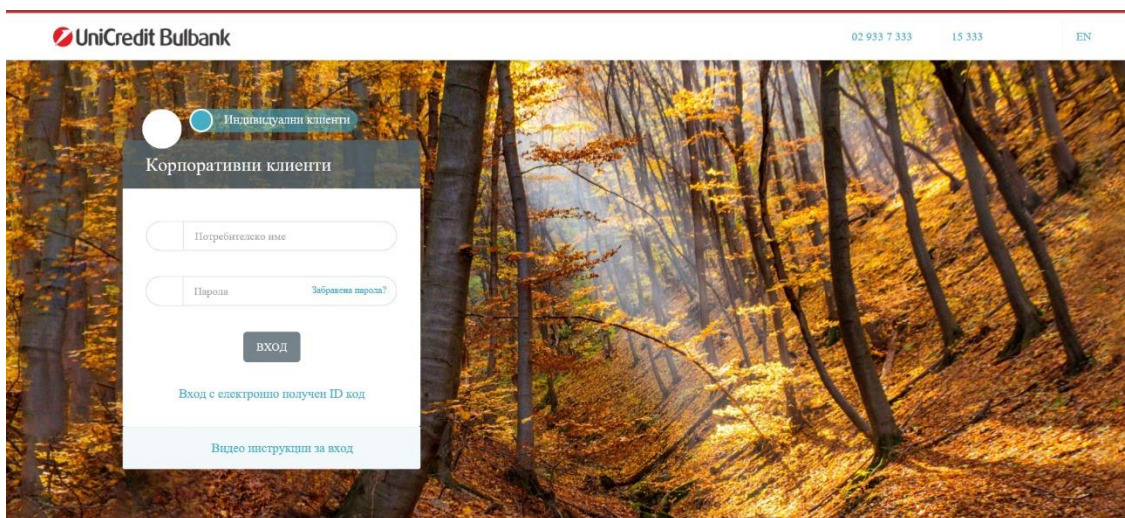 UniCredit Bulbank
02 933 7 333 15 333 EN
Индивидуални клиенти
Корпоративни клиенти
Потребителско име
Парола Забравена парола?
ВХОД
Вход с електронно получен ID код
Видео инструкции за вход